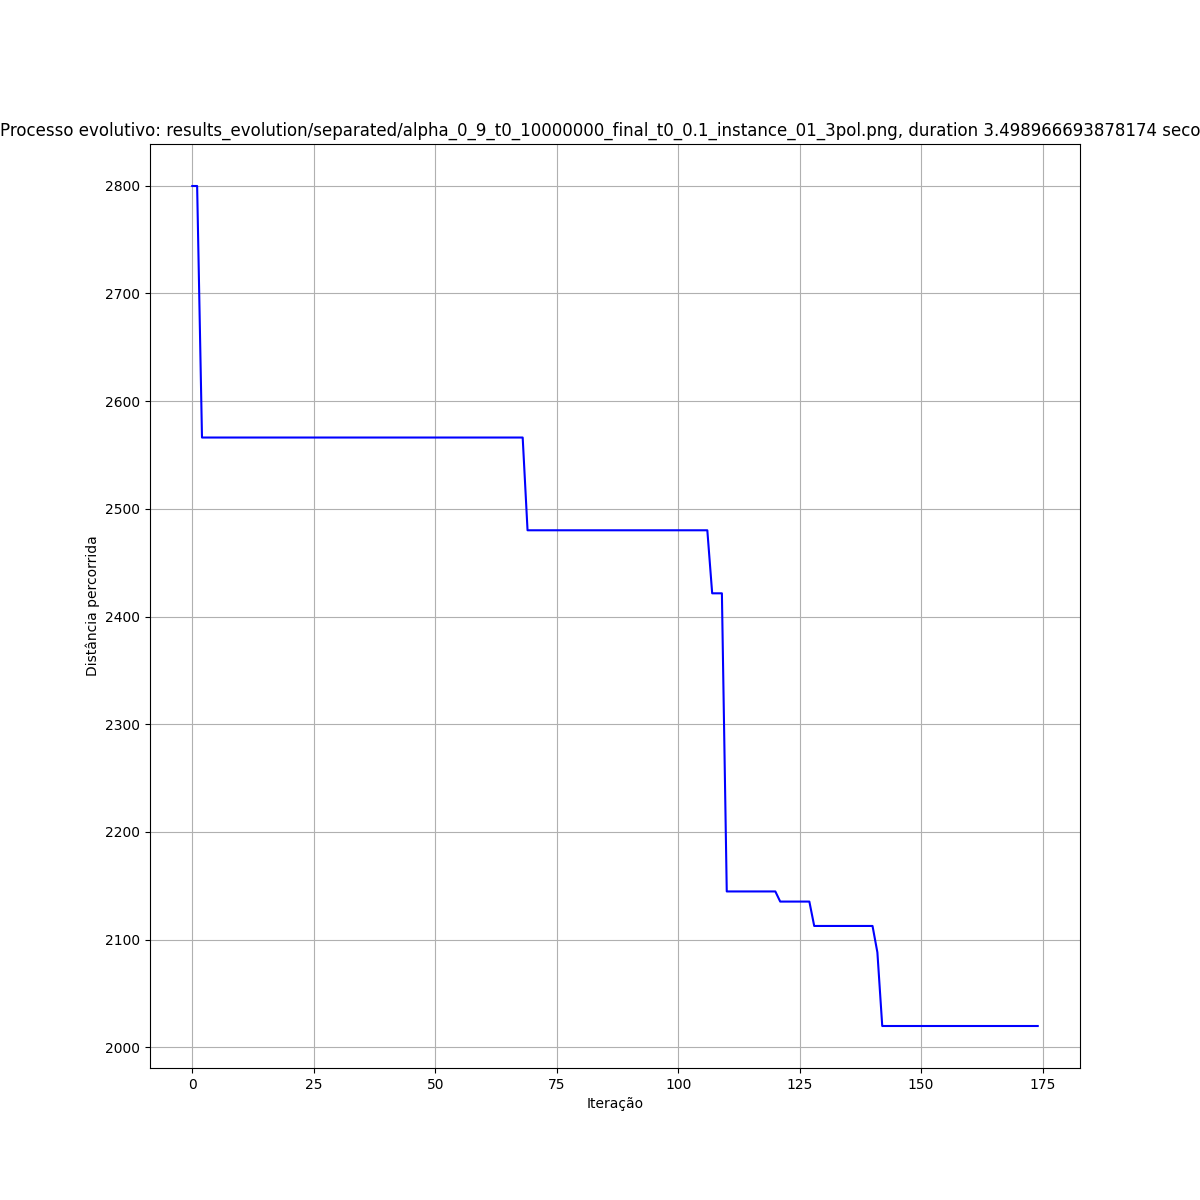 Processo evolutivo: results_evolution/separated/alpha_0_9_t0_10000000_final_t0_0.1_instance_01_3pol.png, duration 3.498966693878174 seco
2800
2700
2600
2500
2400
2300
2200
2100
2000
Distância percorrida
0 25 50 75 100 125 150 175
Iteração